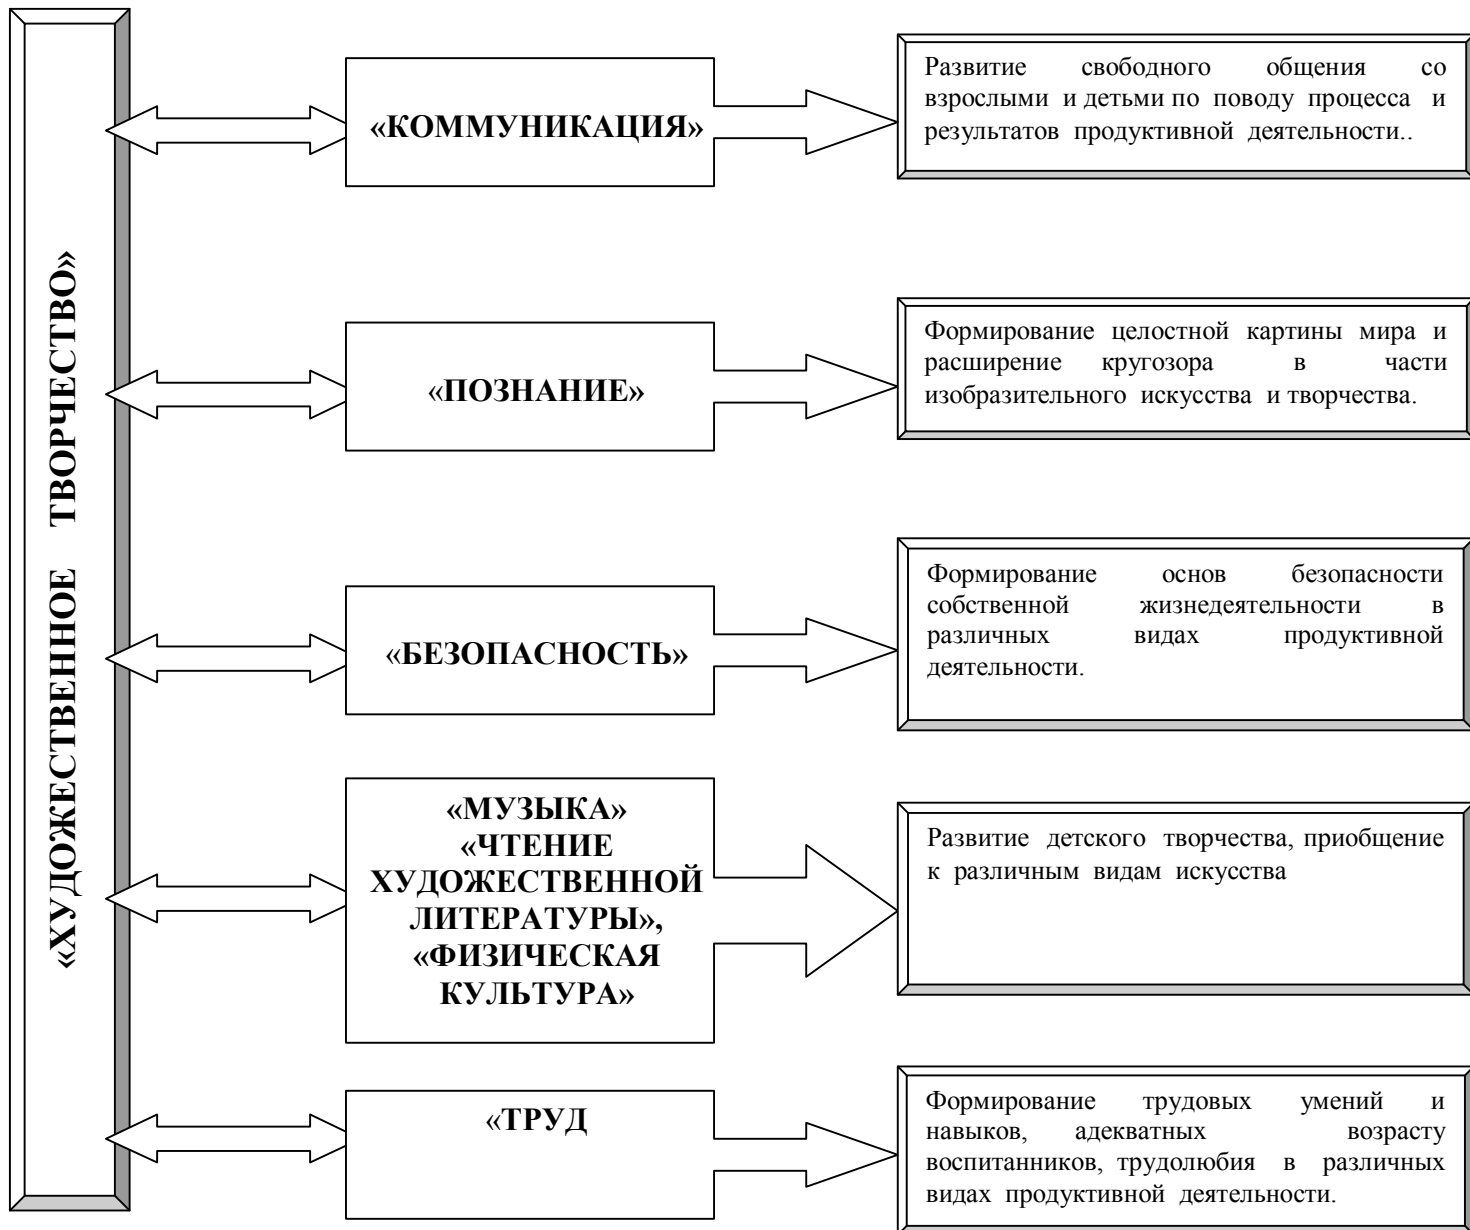 «ХУДОЖЕСТВЕННОЕ ТВОРЧЕСТВО»
«КОММУНИКАЦИЯ»
Развитие свободного общения со
взрослыми и детьми по поводу процесса и
результатов продуктивной деятельности..
«ПОЗНАНИЕ»
Формирование целостной картины мира и
расширение кругозора в части
изобразительного искусства и творчества.
«БЕЗОПАСНОСТЬ»
Формирование основ безопасности
собственной жизнедеятельности в
различных видах продуктивной
деятельности.
«МУЗЫКА»
«ЧТЕНИЕ
ХУДОЖЕСТВЕННОЙ
ЛИТЕРАТУРЫ»,
«ФИЗИЧЕСКАЯ
КУЛЬТУРА»
Развитие детского творчества, приобщение
к различным видам искусства
«ТРУД
Формирование трудовых умений и
навыков, адекватных возрасту
воспитанников, трудолюбия в различных
видах продуктивной деятельности.